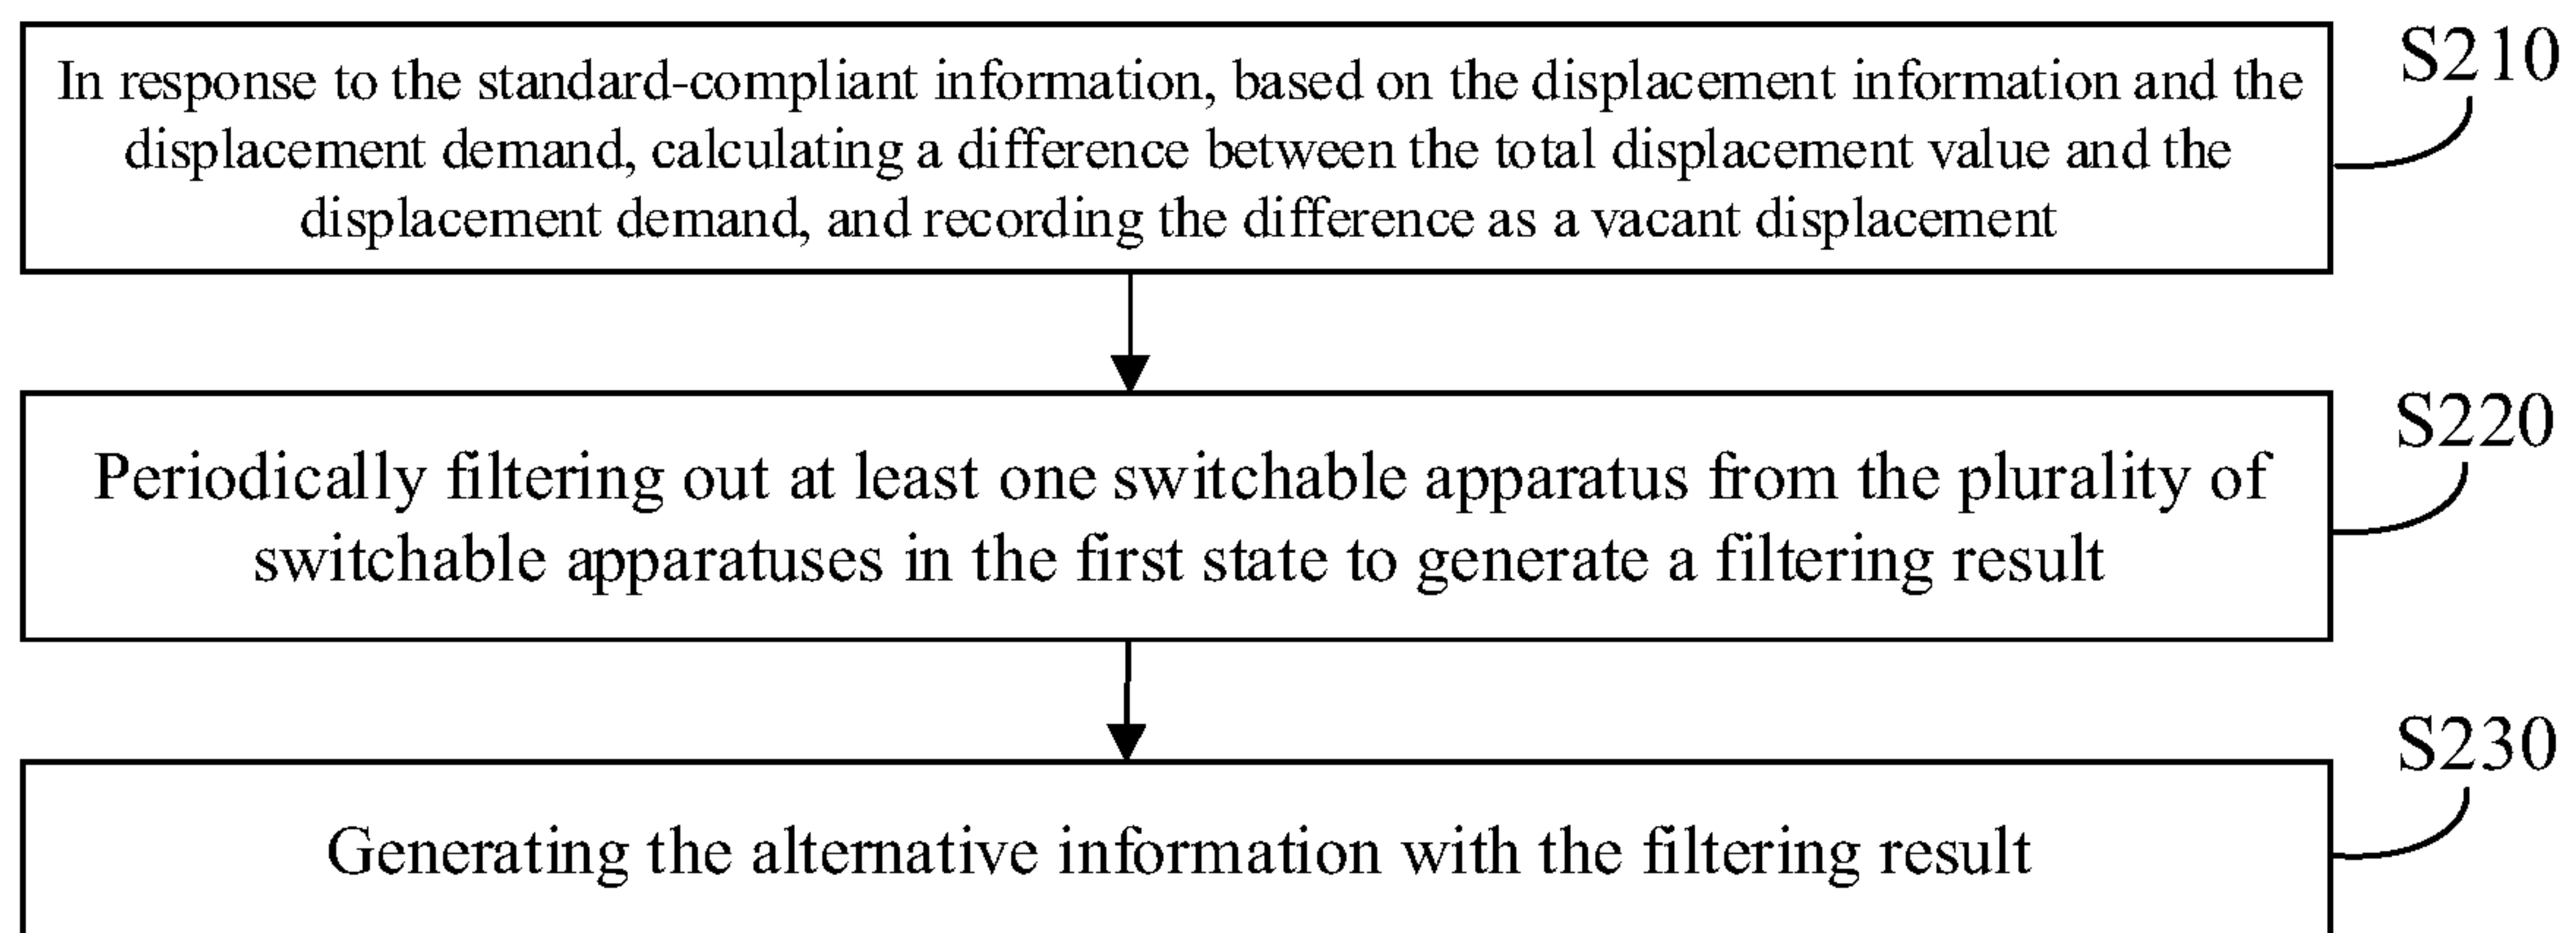 In response to the standard-compliant information, based on the displacement information and the
displacement demand, calculating a difference between the total displacement value and the
displacement demand, and recording the difference as a vacant displacement
S210
Periodically filtering out at least one switchable apparatus from the plurality of
switchable apparatuses in the first state to generate a filtering result
S220
Generating the alternative information with the filtering result
S230